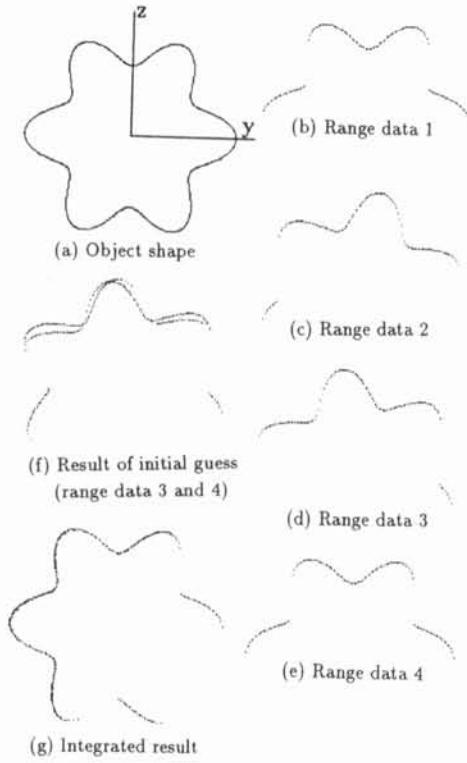 z
y
(a) Object shape
(b) Range data 1
(c) Range data 2
(f) Result of initial guess
(range data 3 and 4)
(d) Range data 3
(e) Range data 4
(g) Integrated result